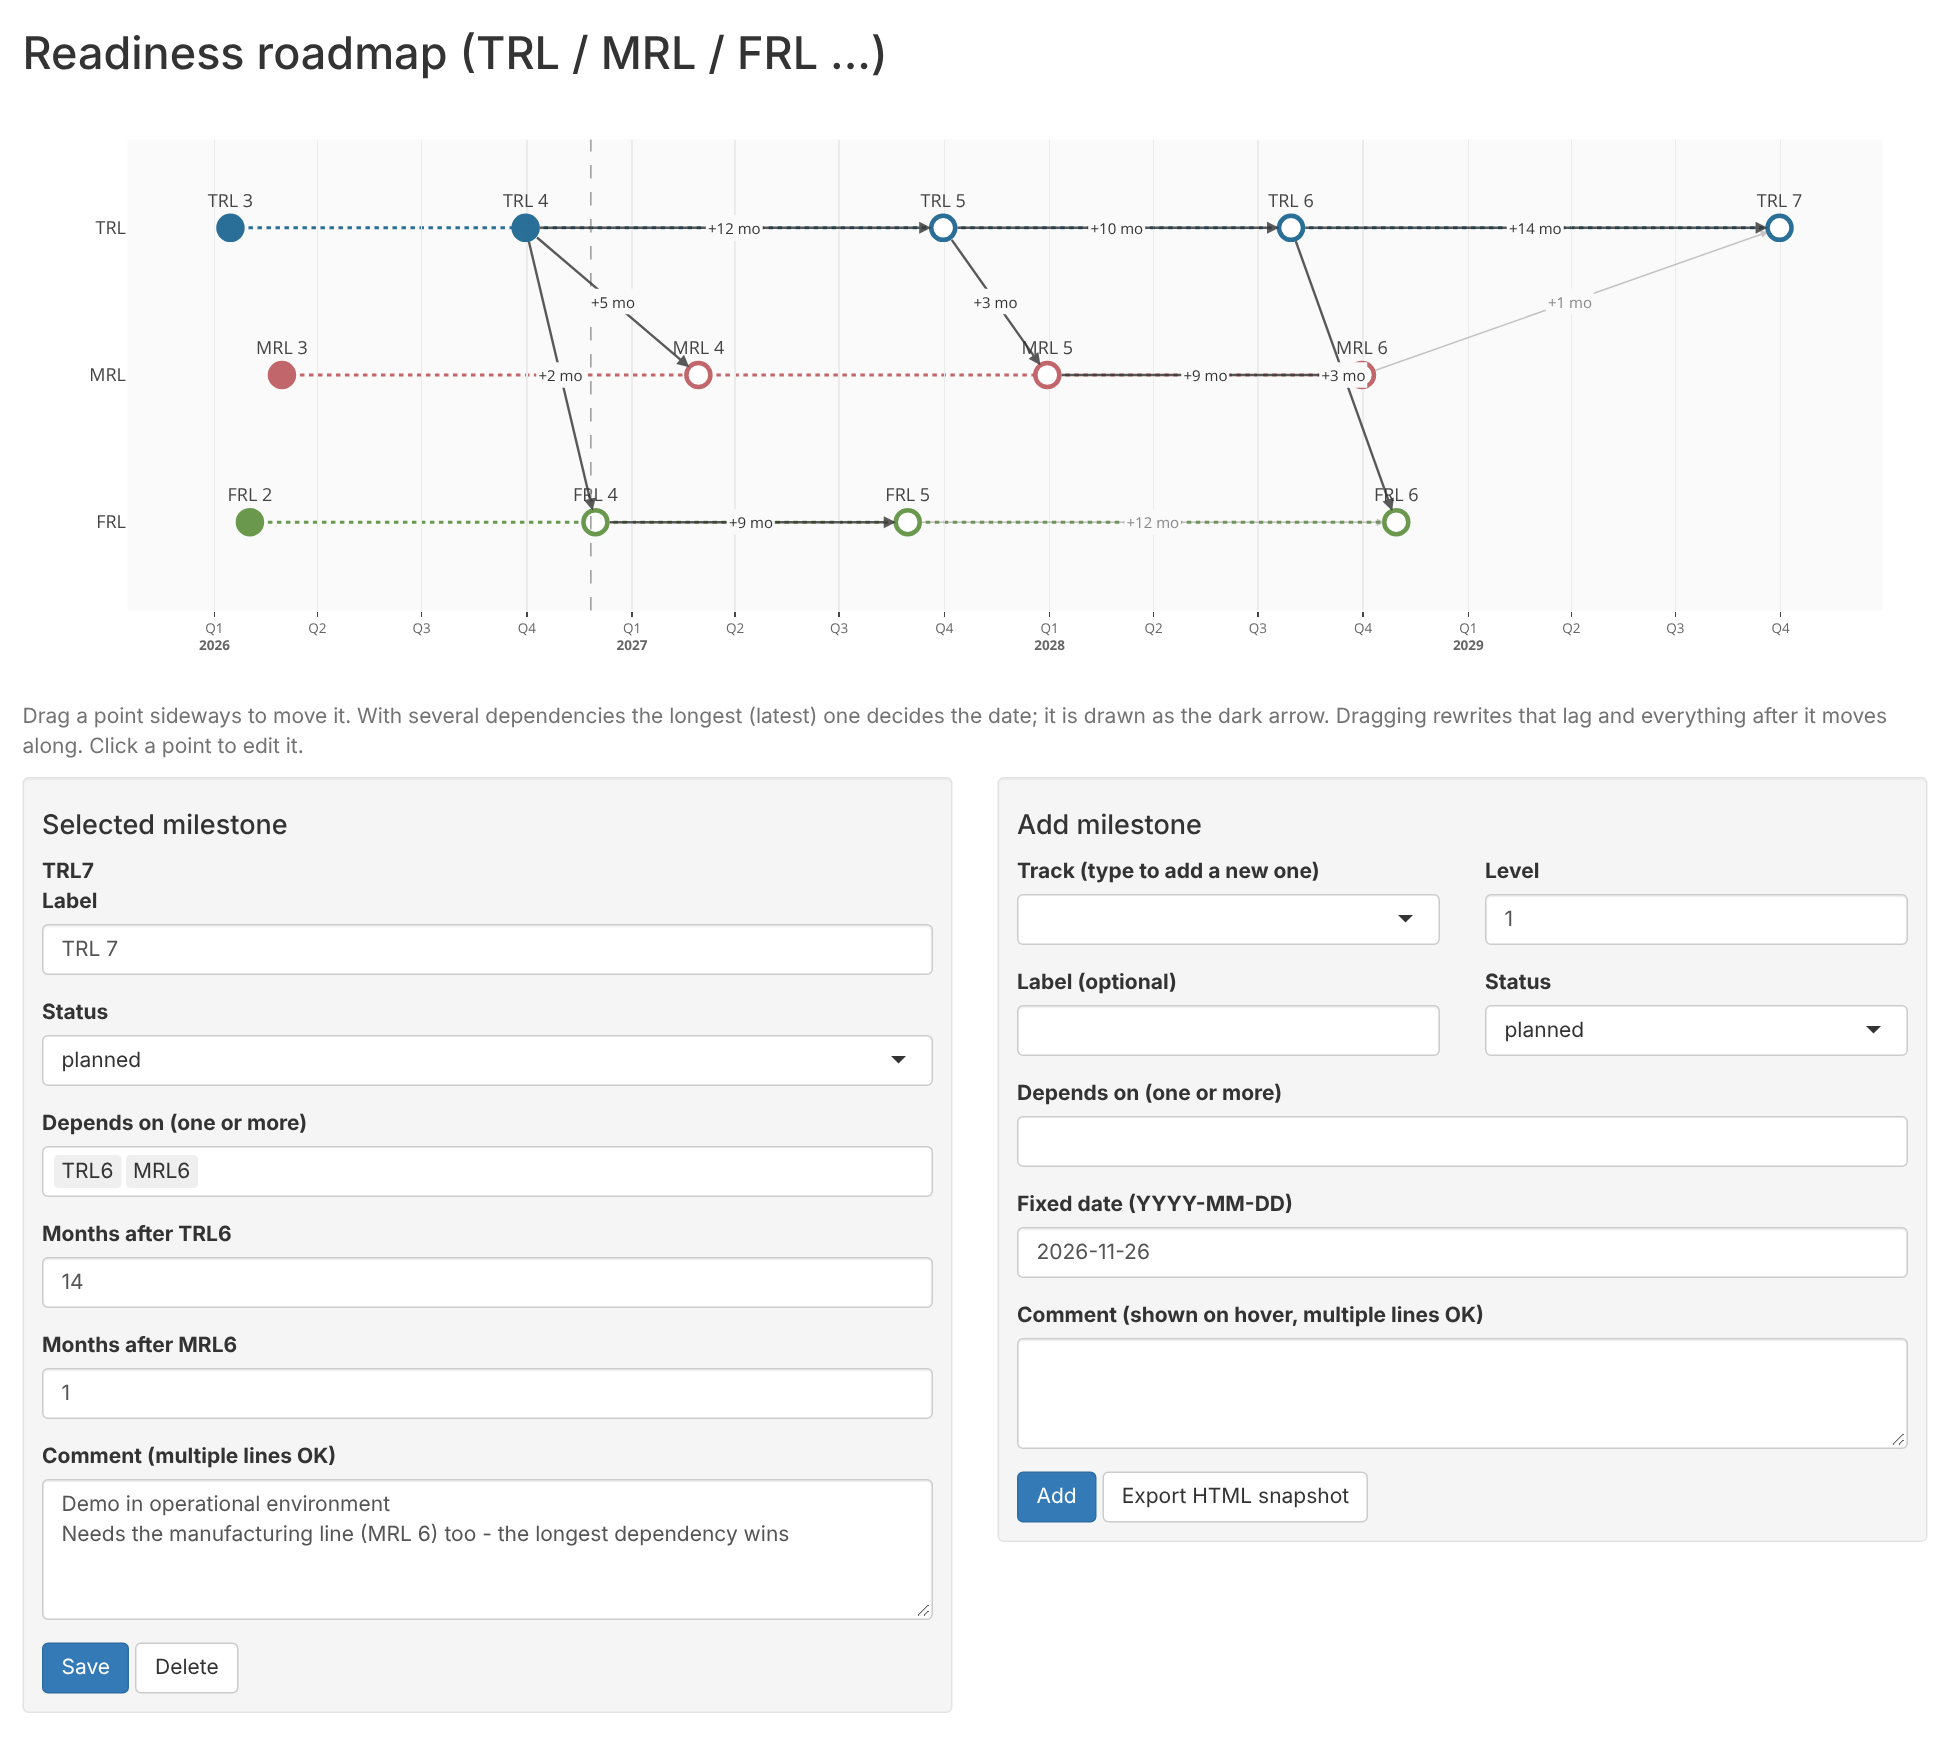 Readiness roadmap (TRL / MRL / FRL ...)
TRL 3
TRL 4
TRL 5
TRL 6
TRL 7
TRL
+12 mo
+10 mo
+14 mo
+5 mo
+3 mo
+1 mo
MRL 3
MRL 4
MRL 5
MRL 6
MRL
+2 mo
+9 mo
+3 mo
FRL 2
FRL 4
FRL 5
FRL 6
FRL
+9 mo
+12 mo
Q1 Q2 Q3 Q4 Q1 Q2 Q3 Q4 Q1 Q2 Q3 Q4 Q1 Q2 Q3 Q4
2026 2027 2028 2029
Drag a point sideways to move it. With several dependencies the longest (latest) one decides the date; it is drawn as the dark arrow. Dragging rewrites that lag and everything after it moves
along. Click a point to edit it.
Selected milestone
TRL7
Label
TRL 7
Status
planned
Depends on (one or more)
TRL6 MRL6
Months after TRL6
14
Months after MRL6
1
Comment (multiple lines OK)
Demo in operational environment
Needs the manufacturing line (MRL 6) too - the longest dependency wins
Save Delete
Add milestone
Track (type to add a new one) Level
1
Label (optional) Status
planned
Depends on (one or more)
Fixed date (YYYY-MM-DD)
2026-11-26
Comment (shown on hover, multiple lines OK)
Add Export HTML snapshot